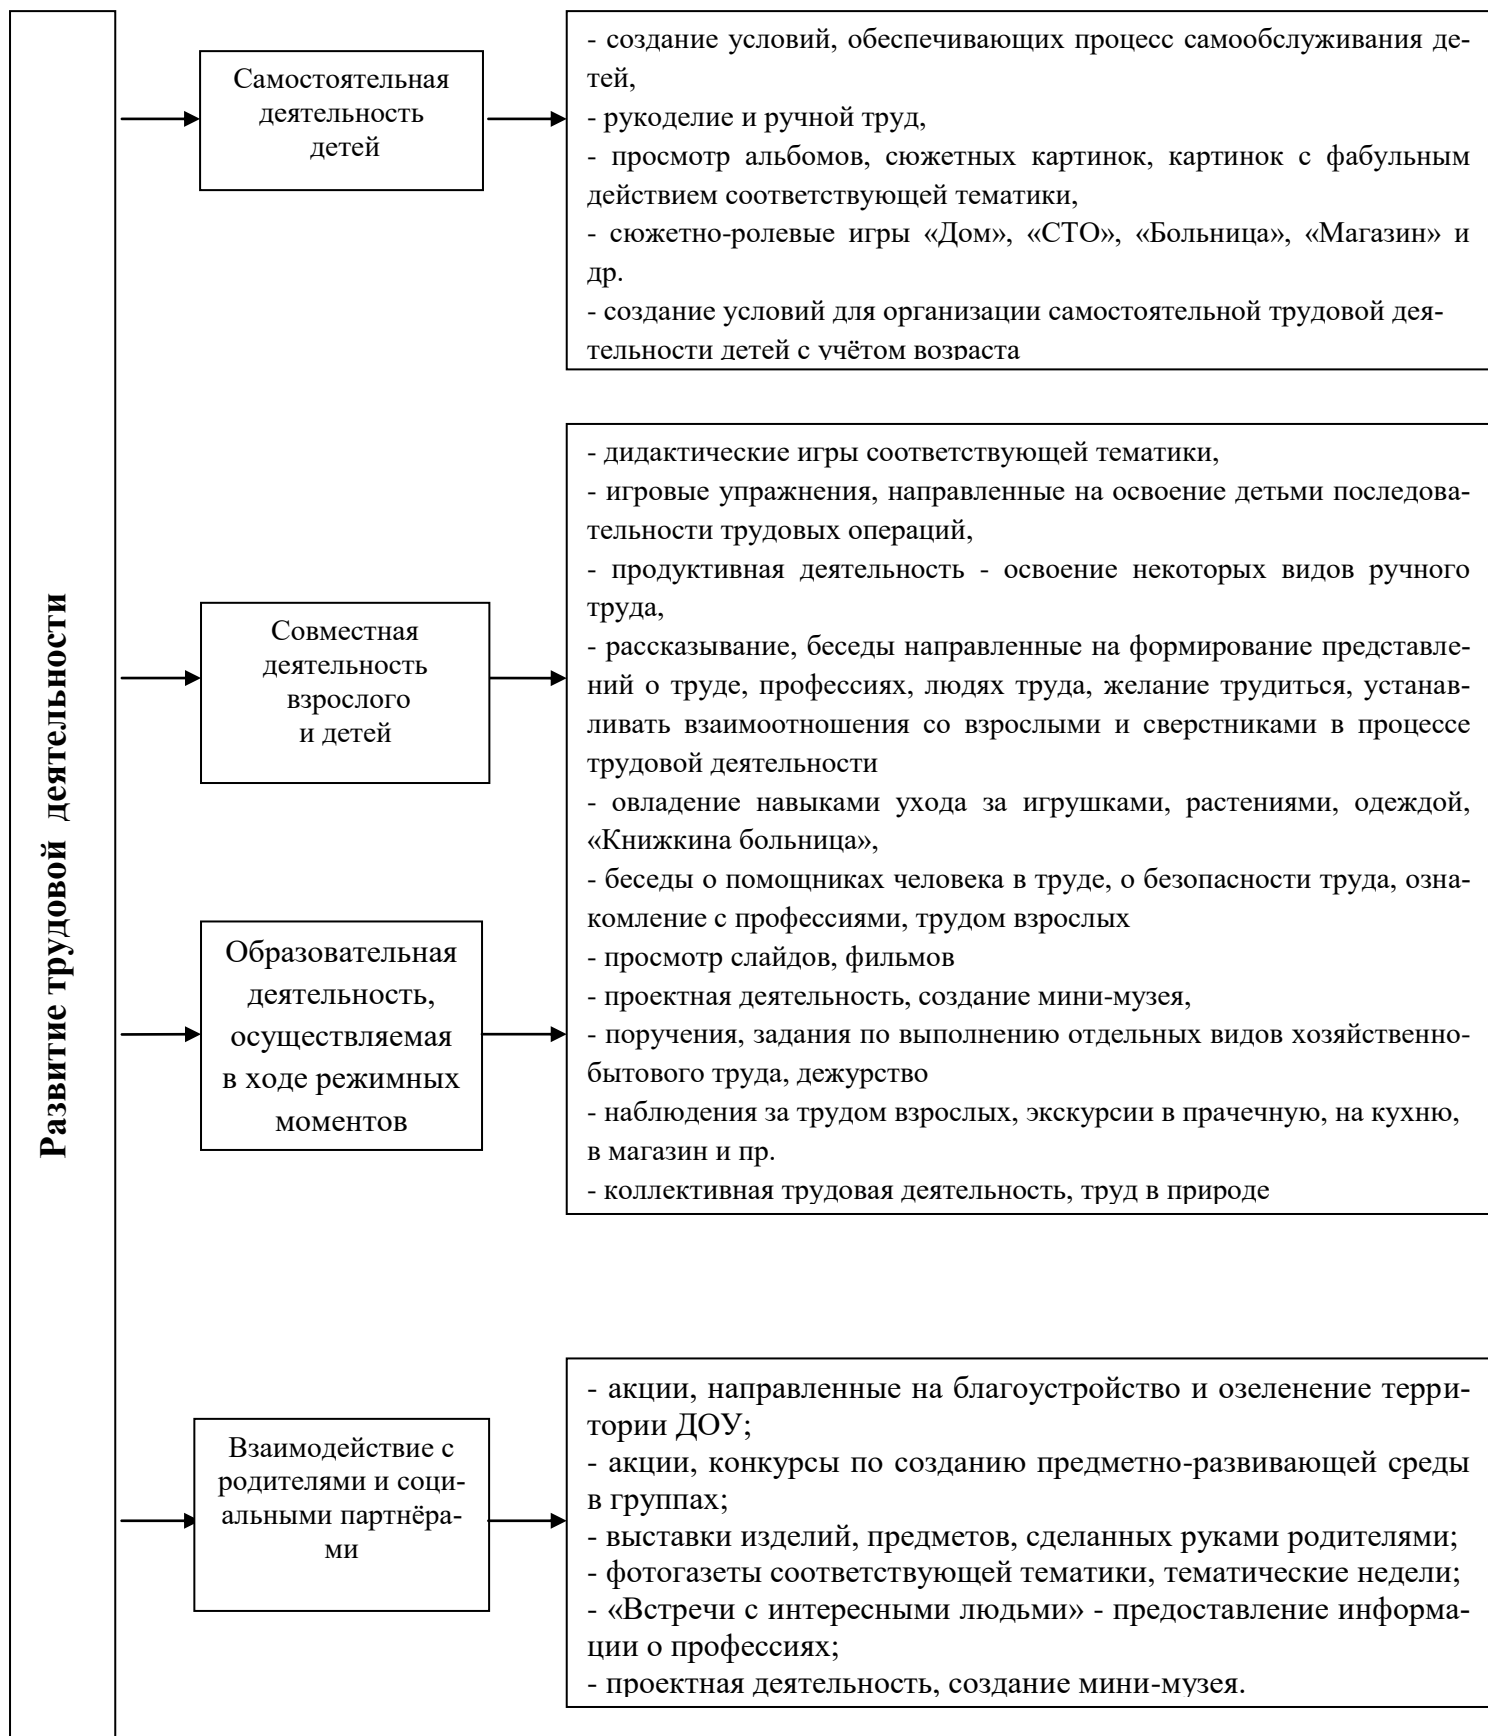 Развитие трудовой деятельности
Самостоятельная
деятельность
детей
- создание условий, обеспечивающих процесс самообслуживания де-
тей,
- рукоделие и ручной труд,
- просмотр альбомов, сюжетных картинок, картинок с фабульным
действием соответствующей тематики,
- сюжетно-ролевые игры «Дом», «СТО», «Больница», «Магазин» и
др.
- создание условий для организации самостоятельной трудовой дея-
тельности детей с учётом возраста
Совместная
деятельность
взрослого
и детей
Образовательная
деятельность,
осуществляемая
в ходе режимных
моментов
- дидактические игры соответствующей тематики,
- игровые упражнения, направленные на освоение детьми последова-
тельности трудовых операций,
- продуктивная деятельность - освоение некоторых видов ручного
труда,
- рассказывание, беседы направленные на формирование представле-
ний о труде, профессиях, людях труда, желание трудиться, устанав-
ливать взаимоотношения со взрослыми и сверстниками в процессе
трудовой деятельности
- овладение навыками ухода за игрушками, растениями, одеждой,
«Книжкина больница»,
- беседы о помощниках человека в труде, о безопасности труда, озна-
комление с профессиями, трудом взрослых
- просмотр слайдов, фильмов
- проектная деятельность, создание мини-музея,
- поручения, задания по выполнению отдельных видов хозяйственно-
бытового труда, дежурство
- наблюдения за трудом взрослых, экскурсии в прачечную, на кухню,
в магазин и пр.
- коллективная трудовая деятельность, труд в природе
Взаимодействие с
родителями и соци-
альными партнёра-
ми
- акции, направленные на благоустройство и озеленение терри-
тории ДОУ;
- акции, конкурсы по созданию предметно-развивающей среды
в группах;
- выставки изделий, предметов, сделанных руками родителями;
- фотогазеты соответствующей тематики, тематические недели;
- «Встречи с интересными людьми» - предоставление информа-
ции о профессиях;
- проектная деятельность, создание мини-музея.